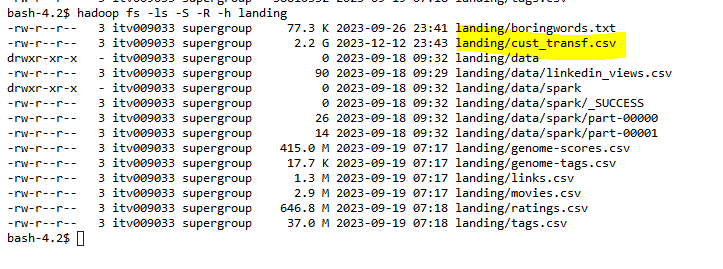 bash-4.2$ hadoop fs -ls -S -R -h landing
-rw-r--r--   3 itv009033 supergroup     77.3 K 2023-09-26 23:41 landing/boringwords.txt
-rw-r--r--   3 itv009033 supergroup      2.2 G 2023-12-12 23:43 landing/cust_transf.csv
drwxr-xr-x   - itv009033 supergroup          0 2023-09-18 09:32 landing/data
-rw-r--r--   3 itv009033 supergroup         90 2023-09-18 09:29 landing/data/linkedin_views.csv
drwxr-xr-x   - itv009033 supergroup          0 2023-09-18 09:32 landing/data/spark
-rw-r--r--   3 itv009033 supergroup          0 2023-09-18 09:32 landing/data/spark/_SUCCESS
-rw-r--r--   3 itv009033 supergroup         26 2023-09-18 09:32 landing/data/spark/part-00000
-rw-r--r--   3 itv009033 supergroup         14 2023-09-18 09:32 landing/data/spark/part-00001
-rw-r--r--   3 itv009033 supergroup    415.0 M 2023-09-19 07:17 landing/genome-scores.csv
-rw-r--r--   3 itv009033 supergroup     17.7 K 2023-09-19 07:17 landing/genome-tags.csv
-rw-r--r--   3 itv009033 supergroup      1.3 M 2023-09-19 07:17 landing/links.csv
-rw-r--r--   3 itv009033 supergroup      2.9 M 2023-09-19 07:17 landing/movies.csv
-rw-r--r--   3 itv009033 supergroup    646.8 M 2023-09-19 07:18 landing/ratings.csv
-rw-r--r--   3 itv009033 supergroup     37.0 M 2023-09-19 07:18 landing/tags.csv
bash-4.2$